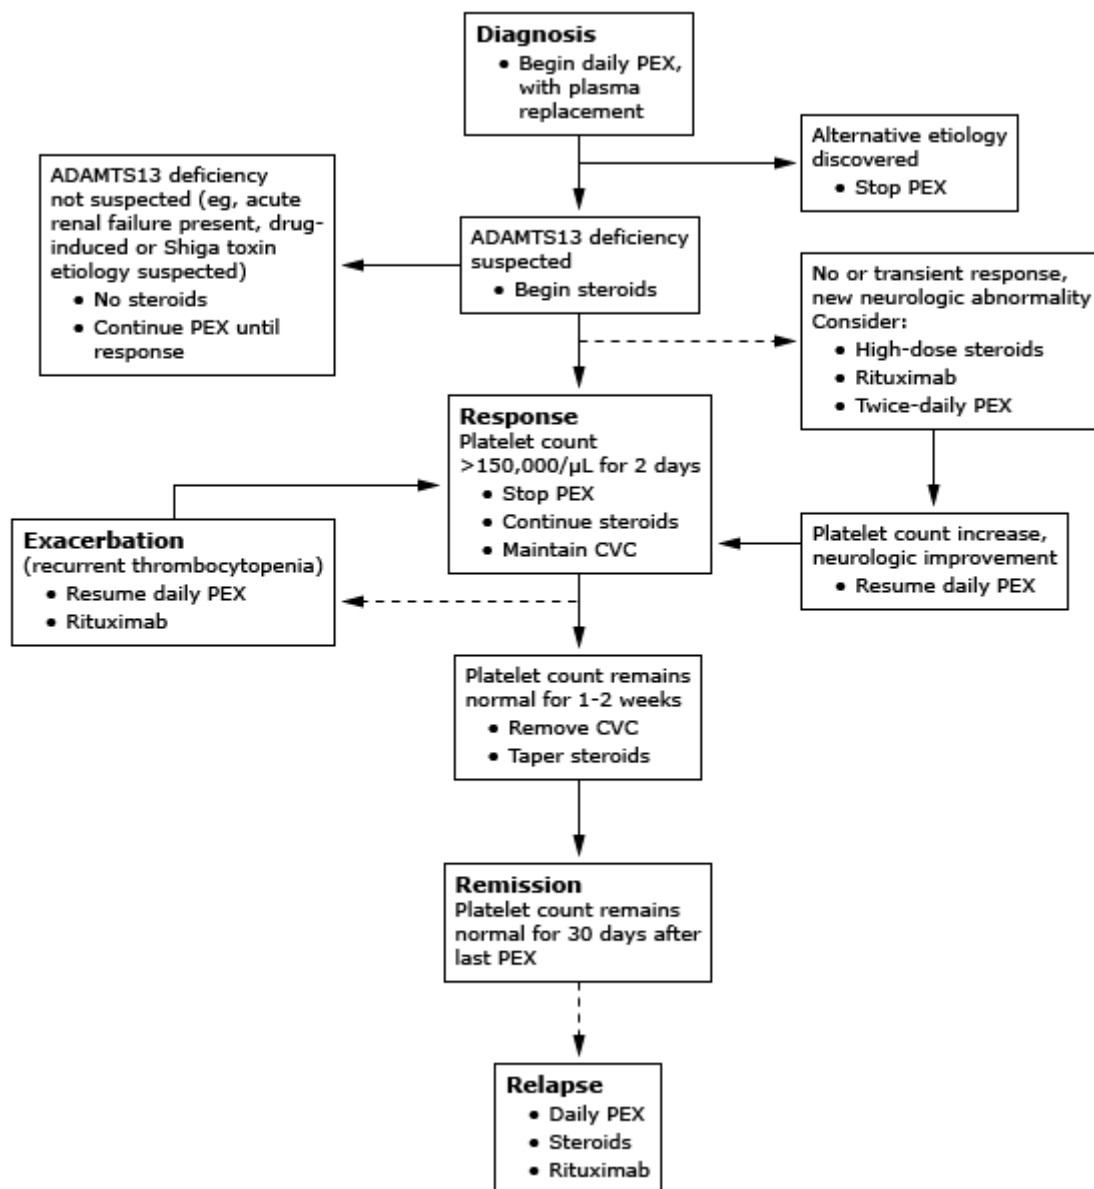 Diagnosis
• Begin daily PEX,
with plasma
replacement
Alternative etiology
discovered
• Stop PEX
ADAMTS13 deficiency
not suspected (eg, acute
renal failure present, drug-
induced or Shiga toxin
etiology suspected)
• No steroids
• Continue PEX until
response
ADAMTS13 deficiency
suspected
• Begin steroids
No or transient response,
new neurologic abnormality
Consider:
• High-dose steroids
• Rituximab
• Twice-daily PEX
Response
Platelet count
>150,000/μL for 2 days
• Stop PEX
• Continue steroids
• Maintain CVC
Exacerbation
(recurrent thrombocytopenia)
• Resume daily PEX
• Rituximab
Platelet count increase,
neurologic improvement
• Resume daily PEX
Platelet count remains
normal for 1-2 weeks
• Remove CVC
• Taper steroids
Remission
Platelet count remains
normal for 30 days after
last PEX
Relapse
• Daily PEX
• Steroids
• Rituximab